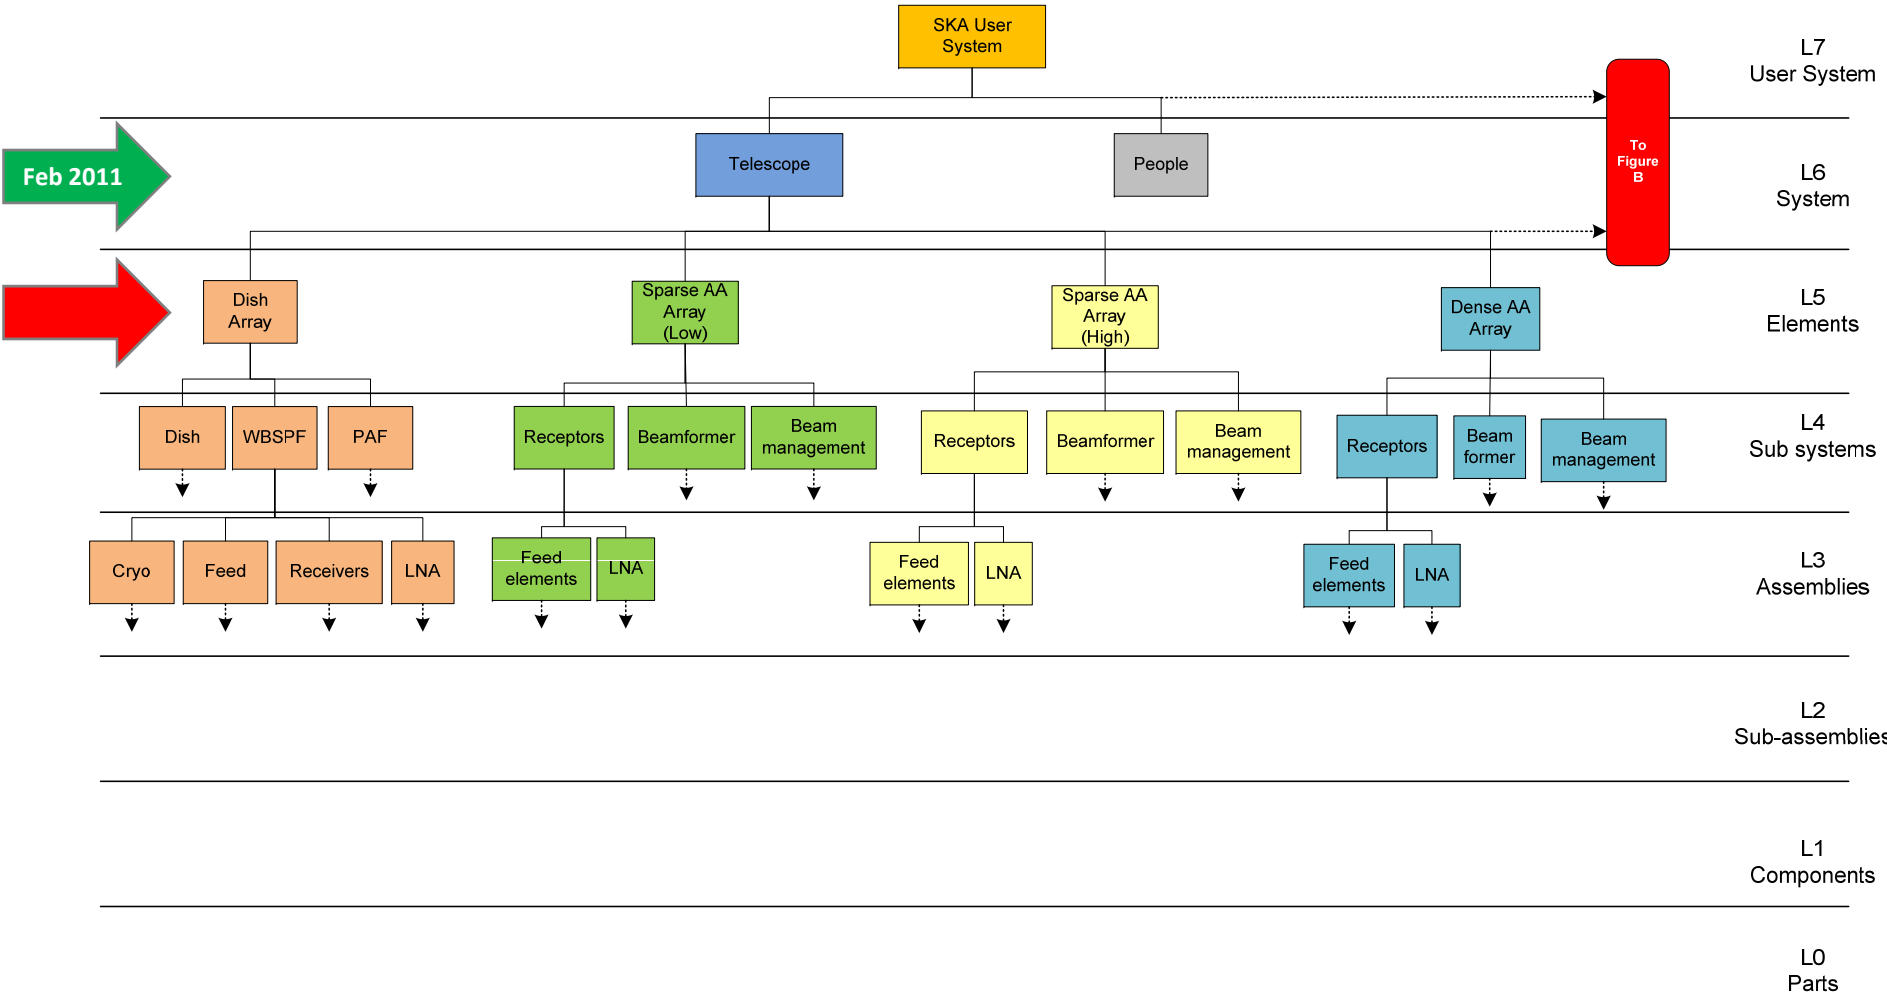 SKA User
System
L7
User System
To
Figure
B
Feb 2011
Telescope
People
L6
System
Dish
Array
Sparse AA
Array
(Low)
Sparse AA
Array
(High)
Dense AA
Array
L5
Elements
Dish
WBSPF
PAF
Receptors
Beamformer
Beam
management
Receptors
Beamformer
Beam
management
Receptors
Beam
former
Beam
management
L4
Sub systems
Cryo
Feed
Receivers
LNA
Feed
elements
LNA
Feed
elements
LNA
Feed
elements
LNA
L3
Assemblies
L2
Sub-assemblies
L1
Components
L0
Parts